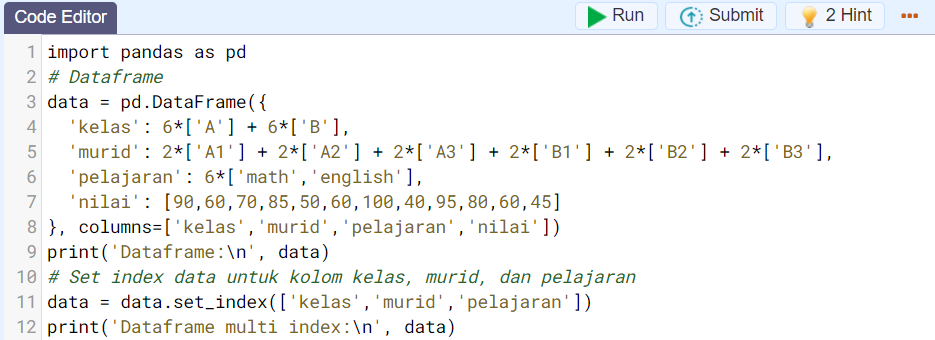 Code Editor Run Submit 2 Hint
1 import pandas as pd
2 # Dataframe
3 data = pd.DataFrame({
4   'kelas': 6*['A'] + 6*['B'],
5   'murid': 2*['A1'] + 2*['A2'] + 2*['A3'] + 2*['B1'] + 2*['B2'] + 2*['B3'],
6   'pelajaran': 6*['math','english'],
7   'nilai': [90,60,70,85,50,60,100,40,95,80,60,45]
8 }, columns=['kelas','murid','pelajaran','nilai'])
9 print('Dataframe:\n', data)
10 # Set index data untuk kolom kelas, murid, dan pelajaran
11 data = data.set_index(['kelas','murid','pelajaran'])
12 print('Dataframe multi index:\n', data)